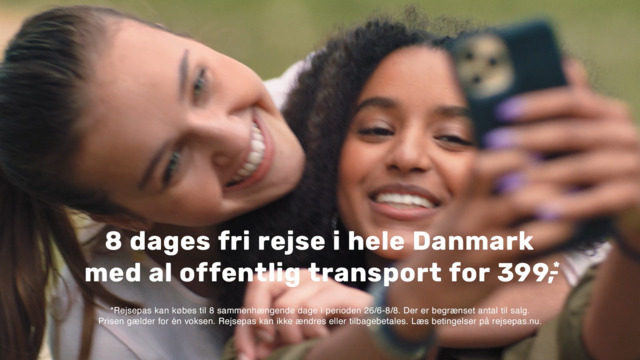 8 dages fri rejse i hele Danmark
med al offentlig transport for 399,-*
*Rejsepas kan købes til 8 sammenhængende dage i perioden 26/6-8/8. Der er begrænset antal til salg.
Prisen gælder for én voksen. Rejsepas kan ikke ændres eller tilbagebetales. Læs betingelser på rejsepas.nu.